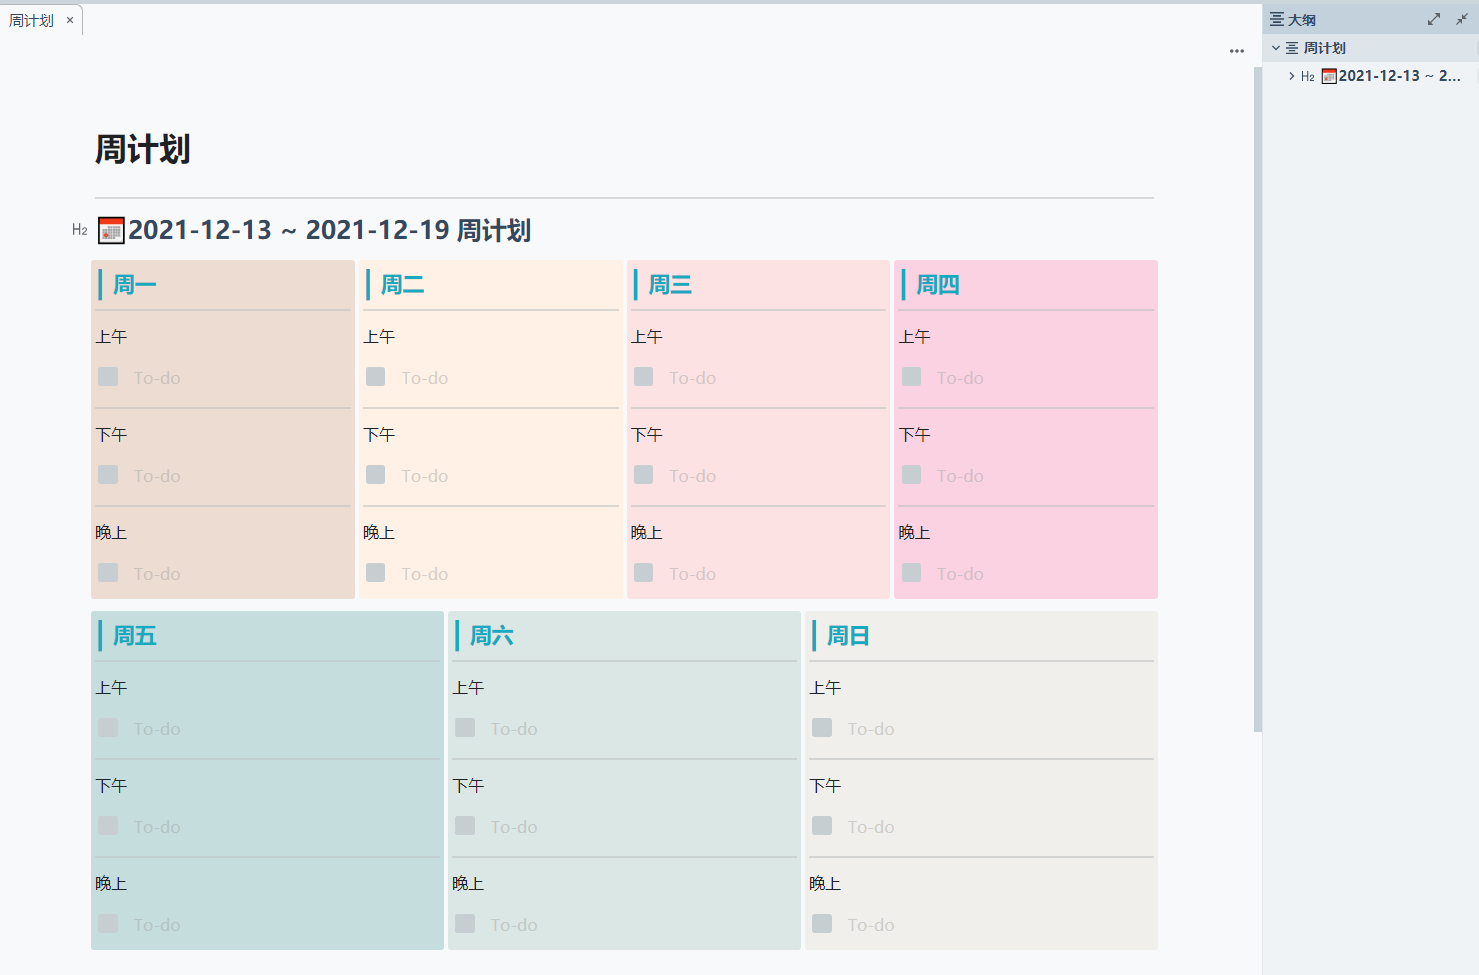 周计划
大纲
周计划
H2 2021-12-13 ~ 2...
周计划
H2 2021-12-13 ~ 2021-12-19 周计划
周一 周二 周三 周四
上午 上午 上午 上午
To-do To-do To-do To-do
下午 下午 下午 下午
To-do To-do To-do To-do
晚上 晚上 晚上 晚上
To-do To-do To-do To-do
周五 周六 周日
上午 上午 上午
To-do To-do To-do
下午 下午 下午
To-do To-do To-do
晚上 晚上 晚上
To-do To-do To-do